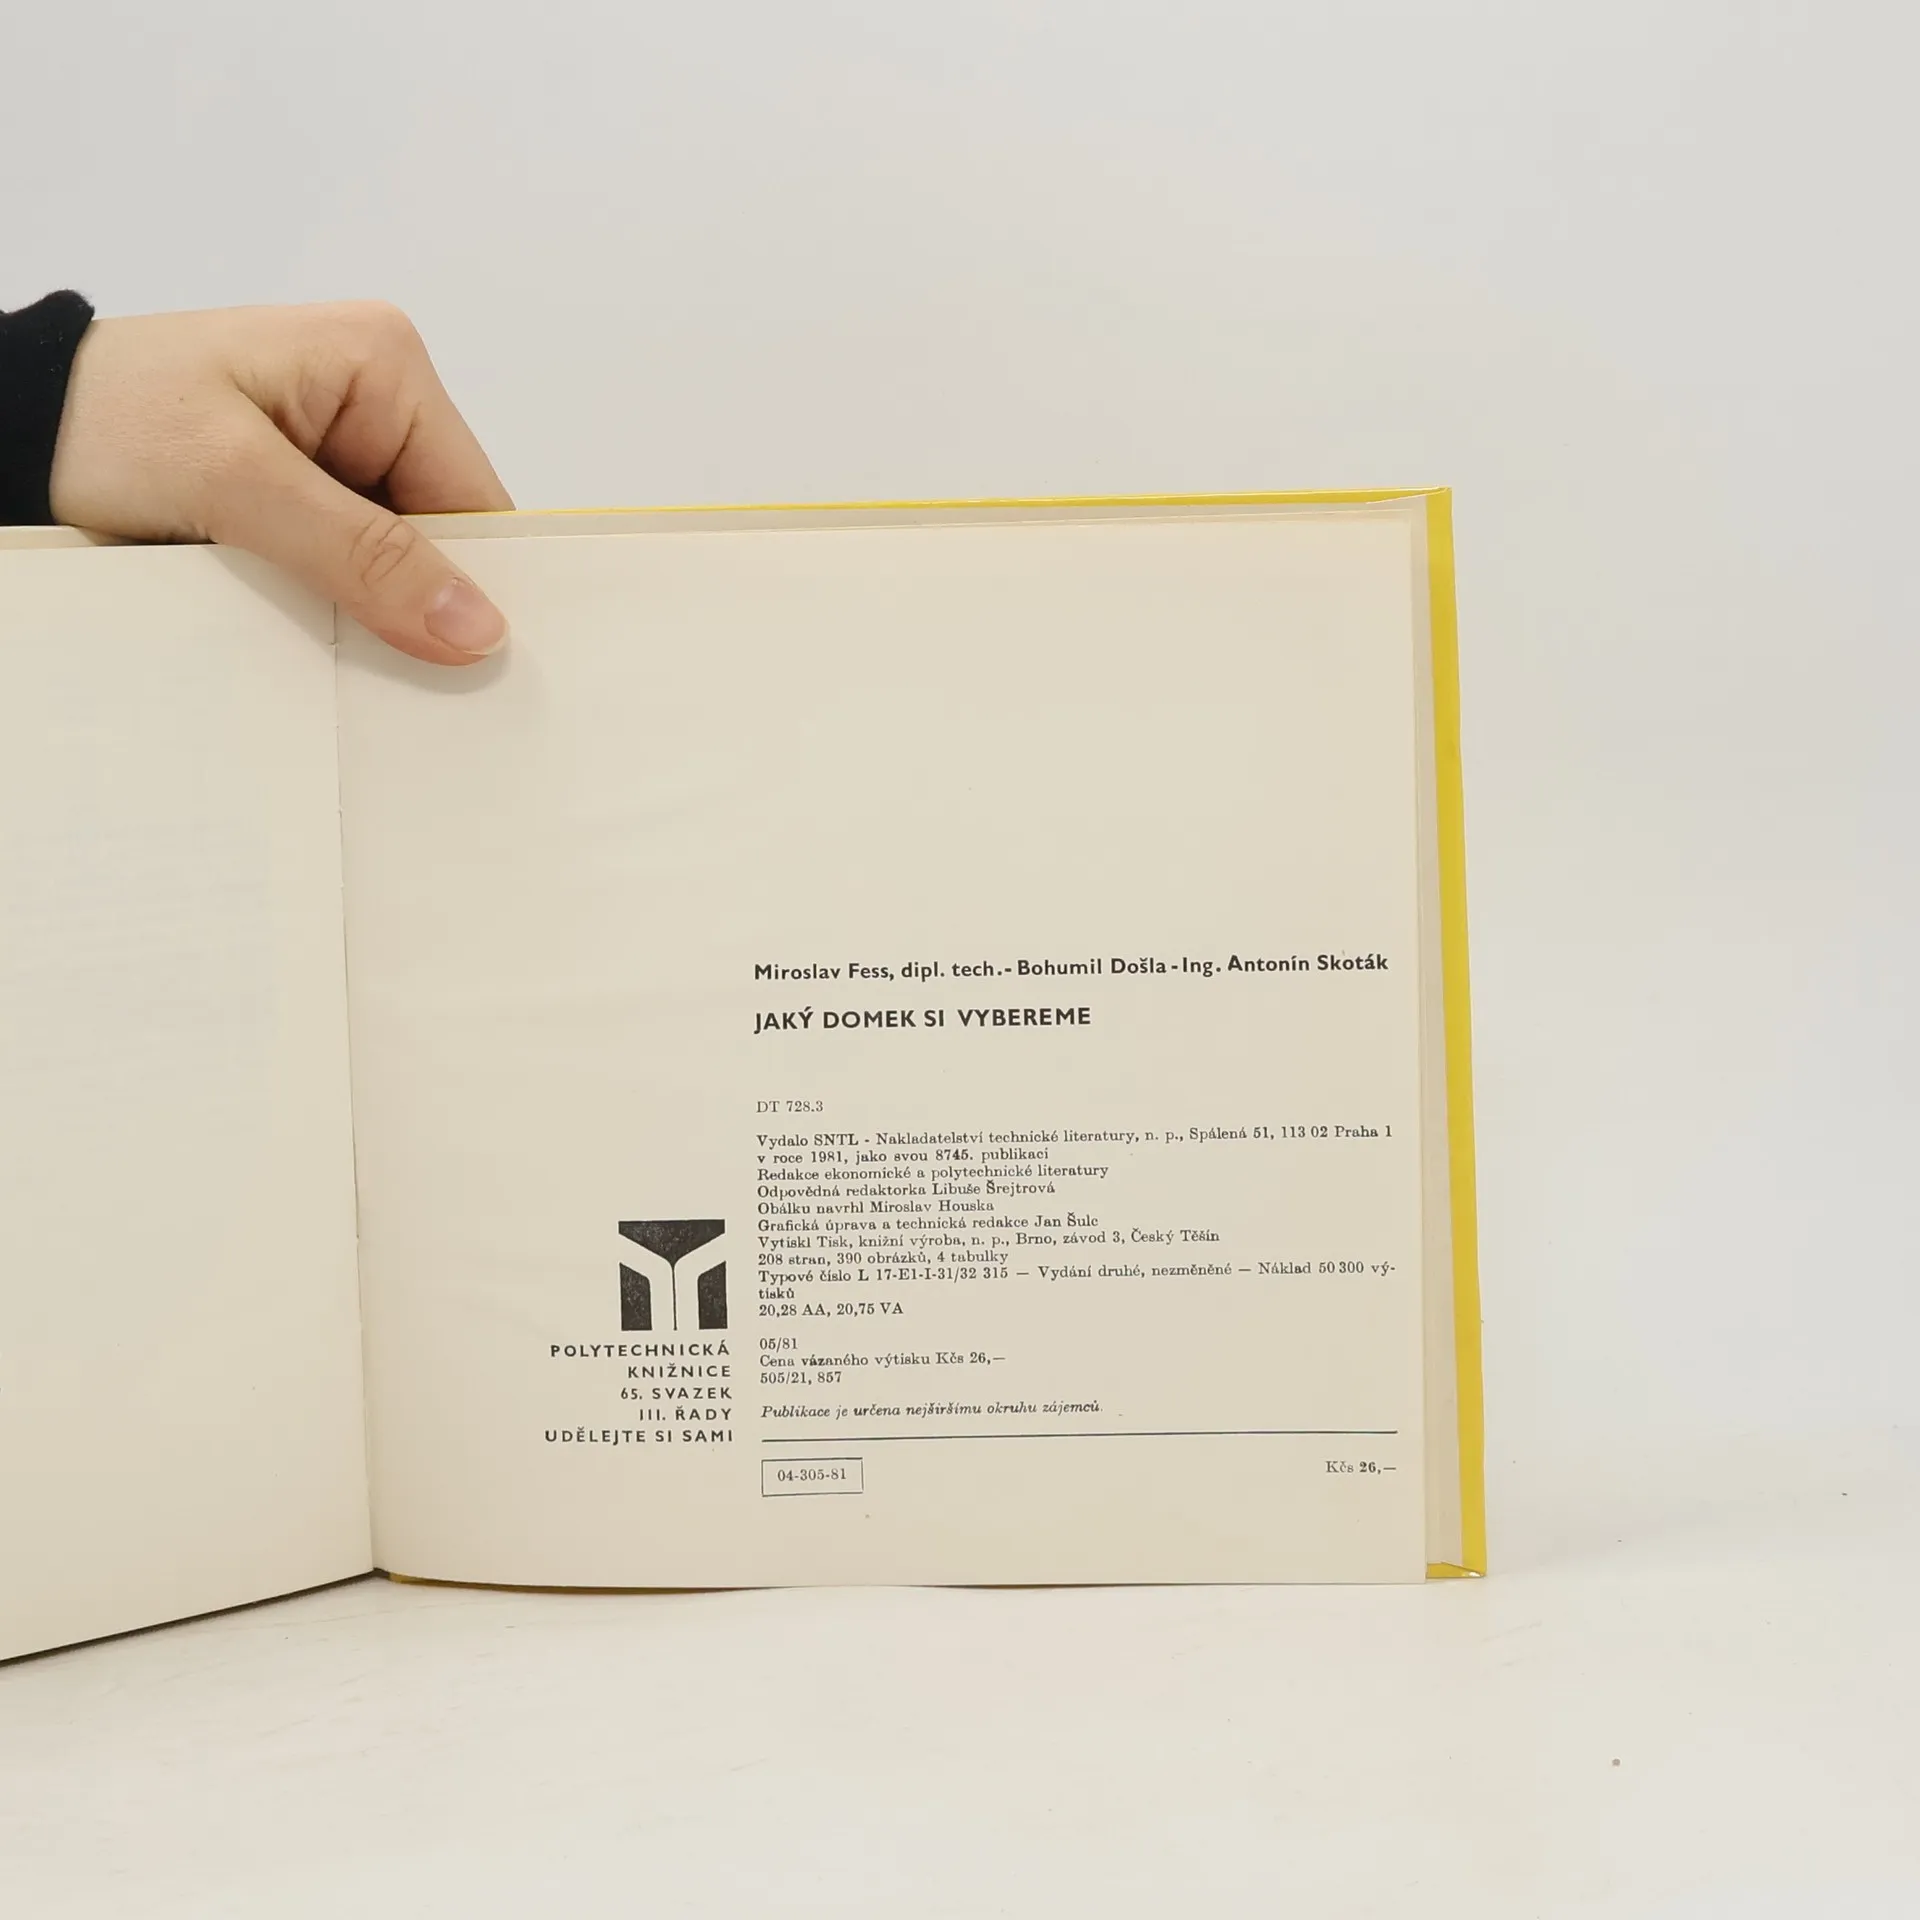 Miroslav Fess, dipl. tech.- Bohumil Došla - Ing. Antonín Skoták
JAKÝ DOMEK SI VYBEREME
DT 728.3
Vydalo SNTL - Nakladatelství technické literatury, n. p., Spálená 51, 113 02 Praha 1
v roce 1981, jako svou 8745. publikaci
Redakce ekonomické a polytechnické literatury
Odpovědná redaktorka Libuše Šrejtrová
Obálku navrhl Miroslav Houska
Grafická úprava a technická redakce Jan Šulc
Vytiskl Tisk, knižní výroba, n. p., Brno, závod 3, Český Těšín
208 stran, 390 obrázků, 4 tabulky
Typové číslo L 17-E1-I-31/32 315 — Vydání druhé, nezměněné — Náklad 50 300 vý-
tisků
20,28 AA, 20,75 VA
05/81
Cena vázaného výtisku Kčs 26,—
505/21, 857
Publikace je určena nejširšímu okruhu zájemců.
POLYTECHNICKÁ
KNIŽNICE
65. SVAZEK
III. ŘADY
UDĚLEJTE SI SAMI
04-305-81
Kčs 26,—